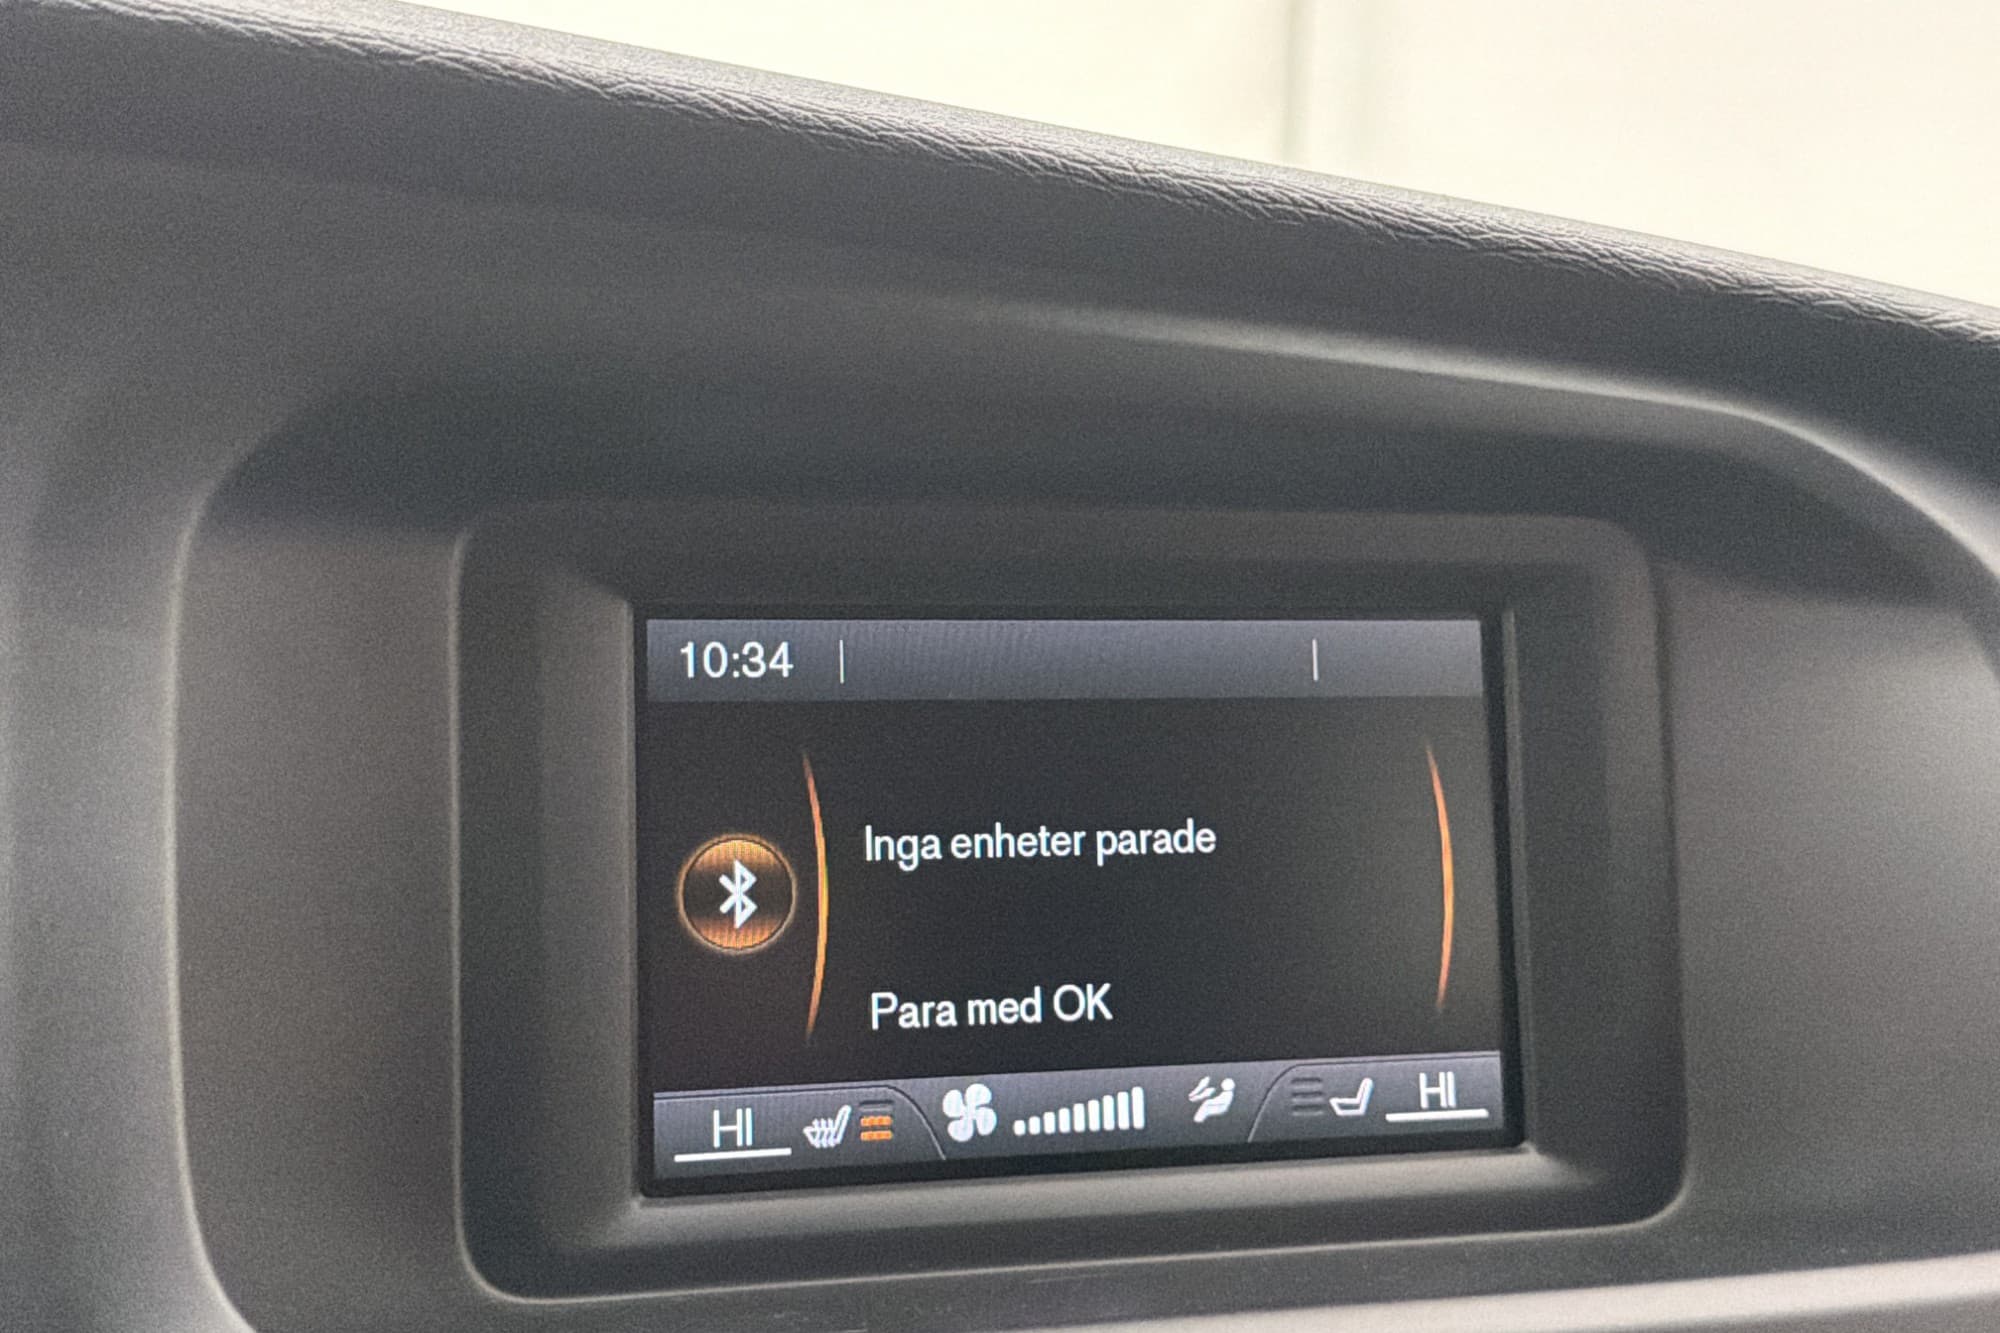 10:34
Inga enheter parade
Para med OK
HI HI